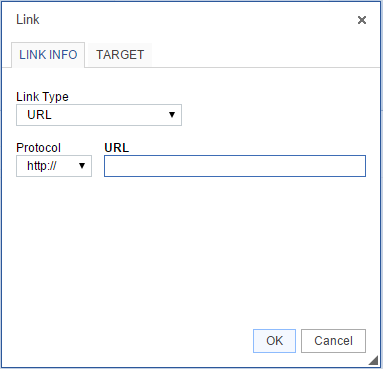 Link
LINK INFO TARGET
Link Type
URL
Protocol URL
http://
OK Cancel